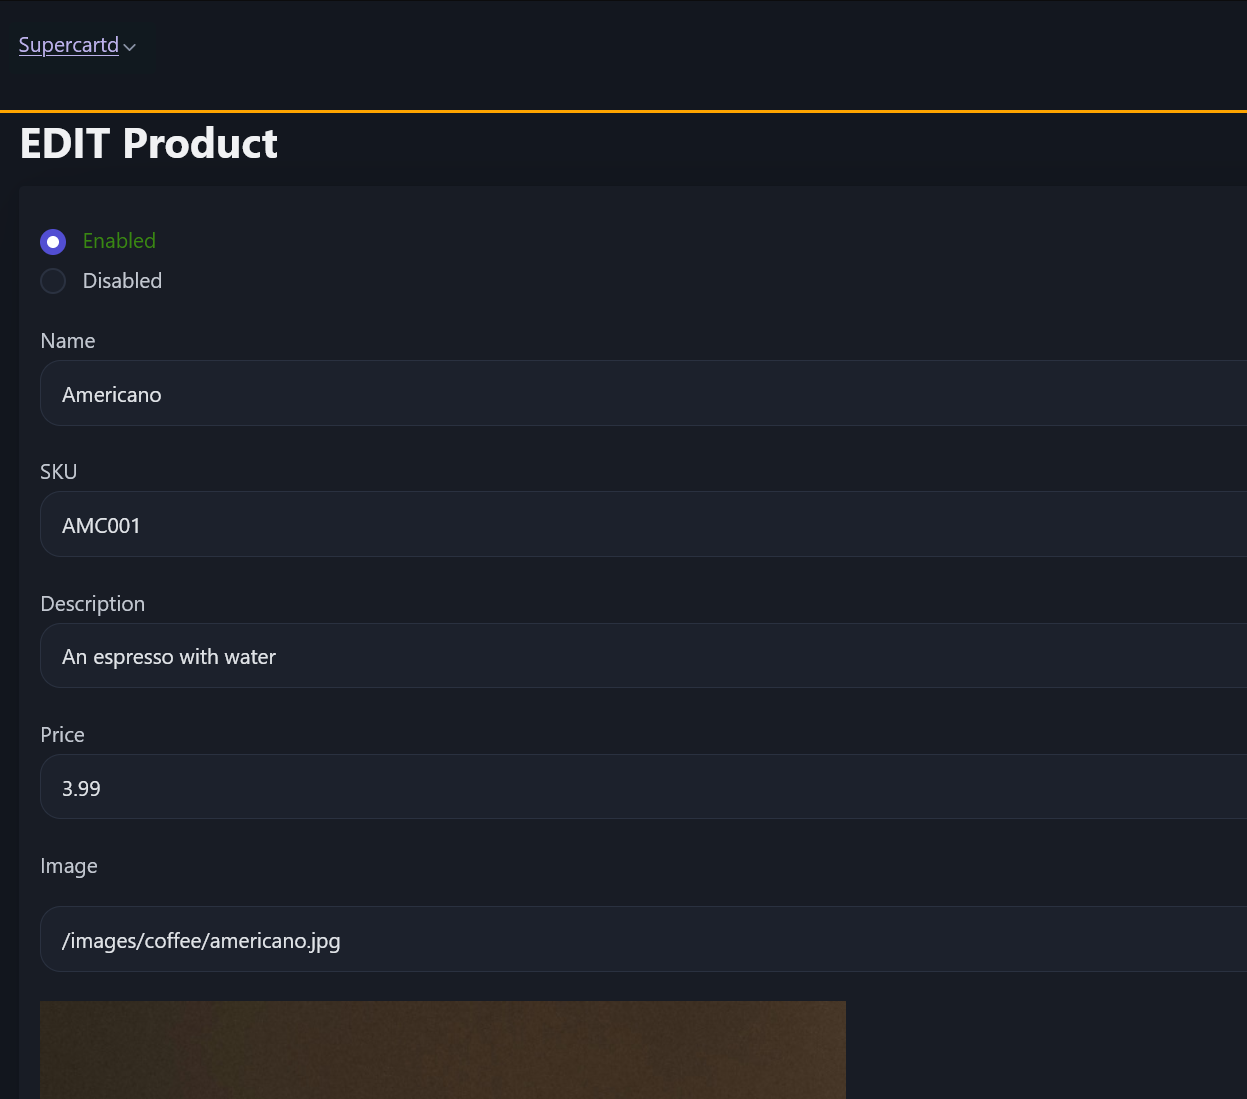 Supercartd
EDIT Product
Enabled
Disabled
Name
Americano
SKU
AMC001
Description
An espresso with water
Price
3.99
Image
/images/coffee/americano.jpg